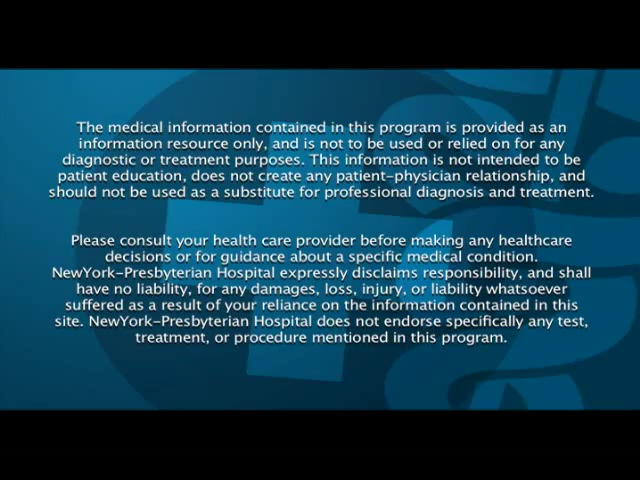 The medical information contained in this program is provided as an
information resource only, and is not to be used or relied on for any
diagnostic or treatment purposes. This information is not intended to be
patient education, does not create any patient-physician relationship, and
should not be used as a substitute for professional diagnosis and treatment.
Please consult your health care provider before making any healthcare
decisions or for guidance about a specific medical condition.
NewYork-Presbyterian Hospital expressly disclaims responsibility, and shall
have no liability, for any damages, loss, injury, or liability whatsoever
suffered as a result of your reliance on the information contained in this
site. NewYork-Presbyterian Hospital does not endorse specifically any test,
treatment, or procedure mentioned in this program.